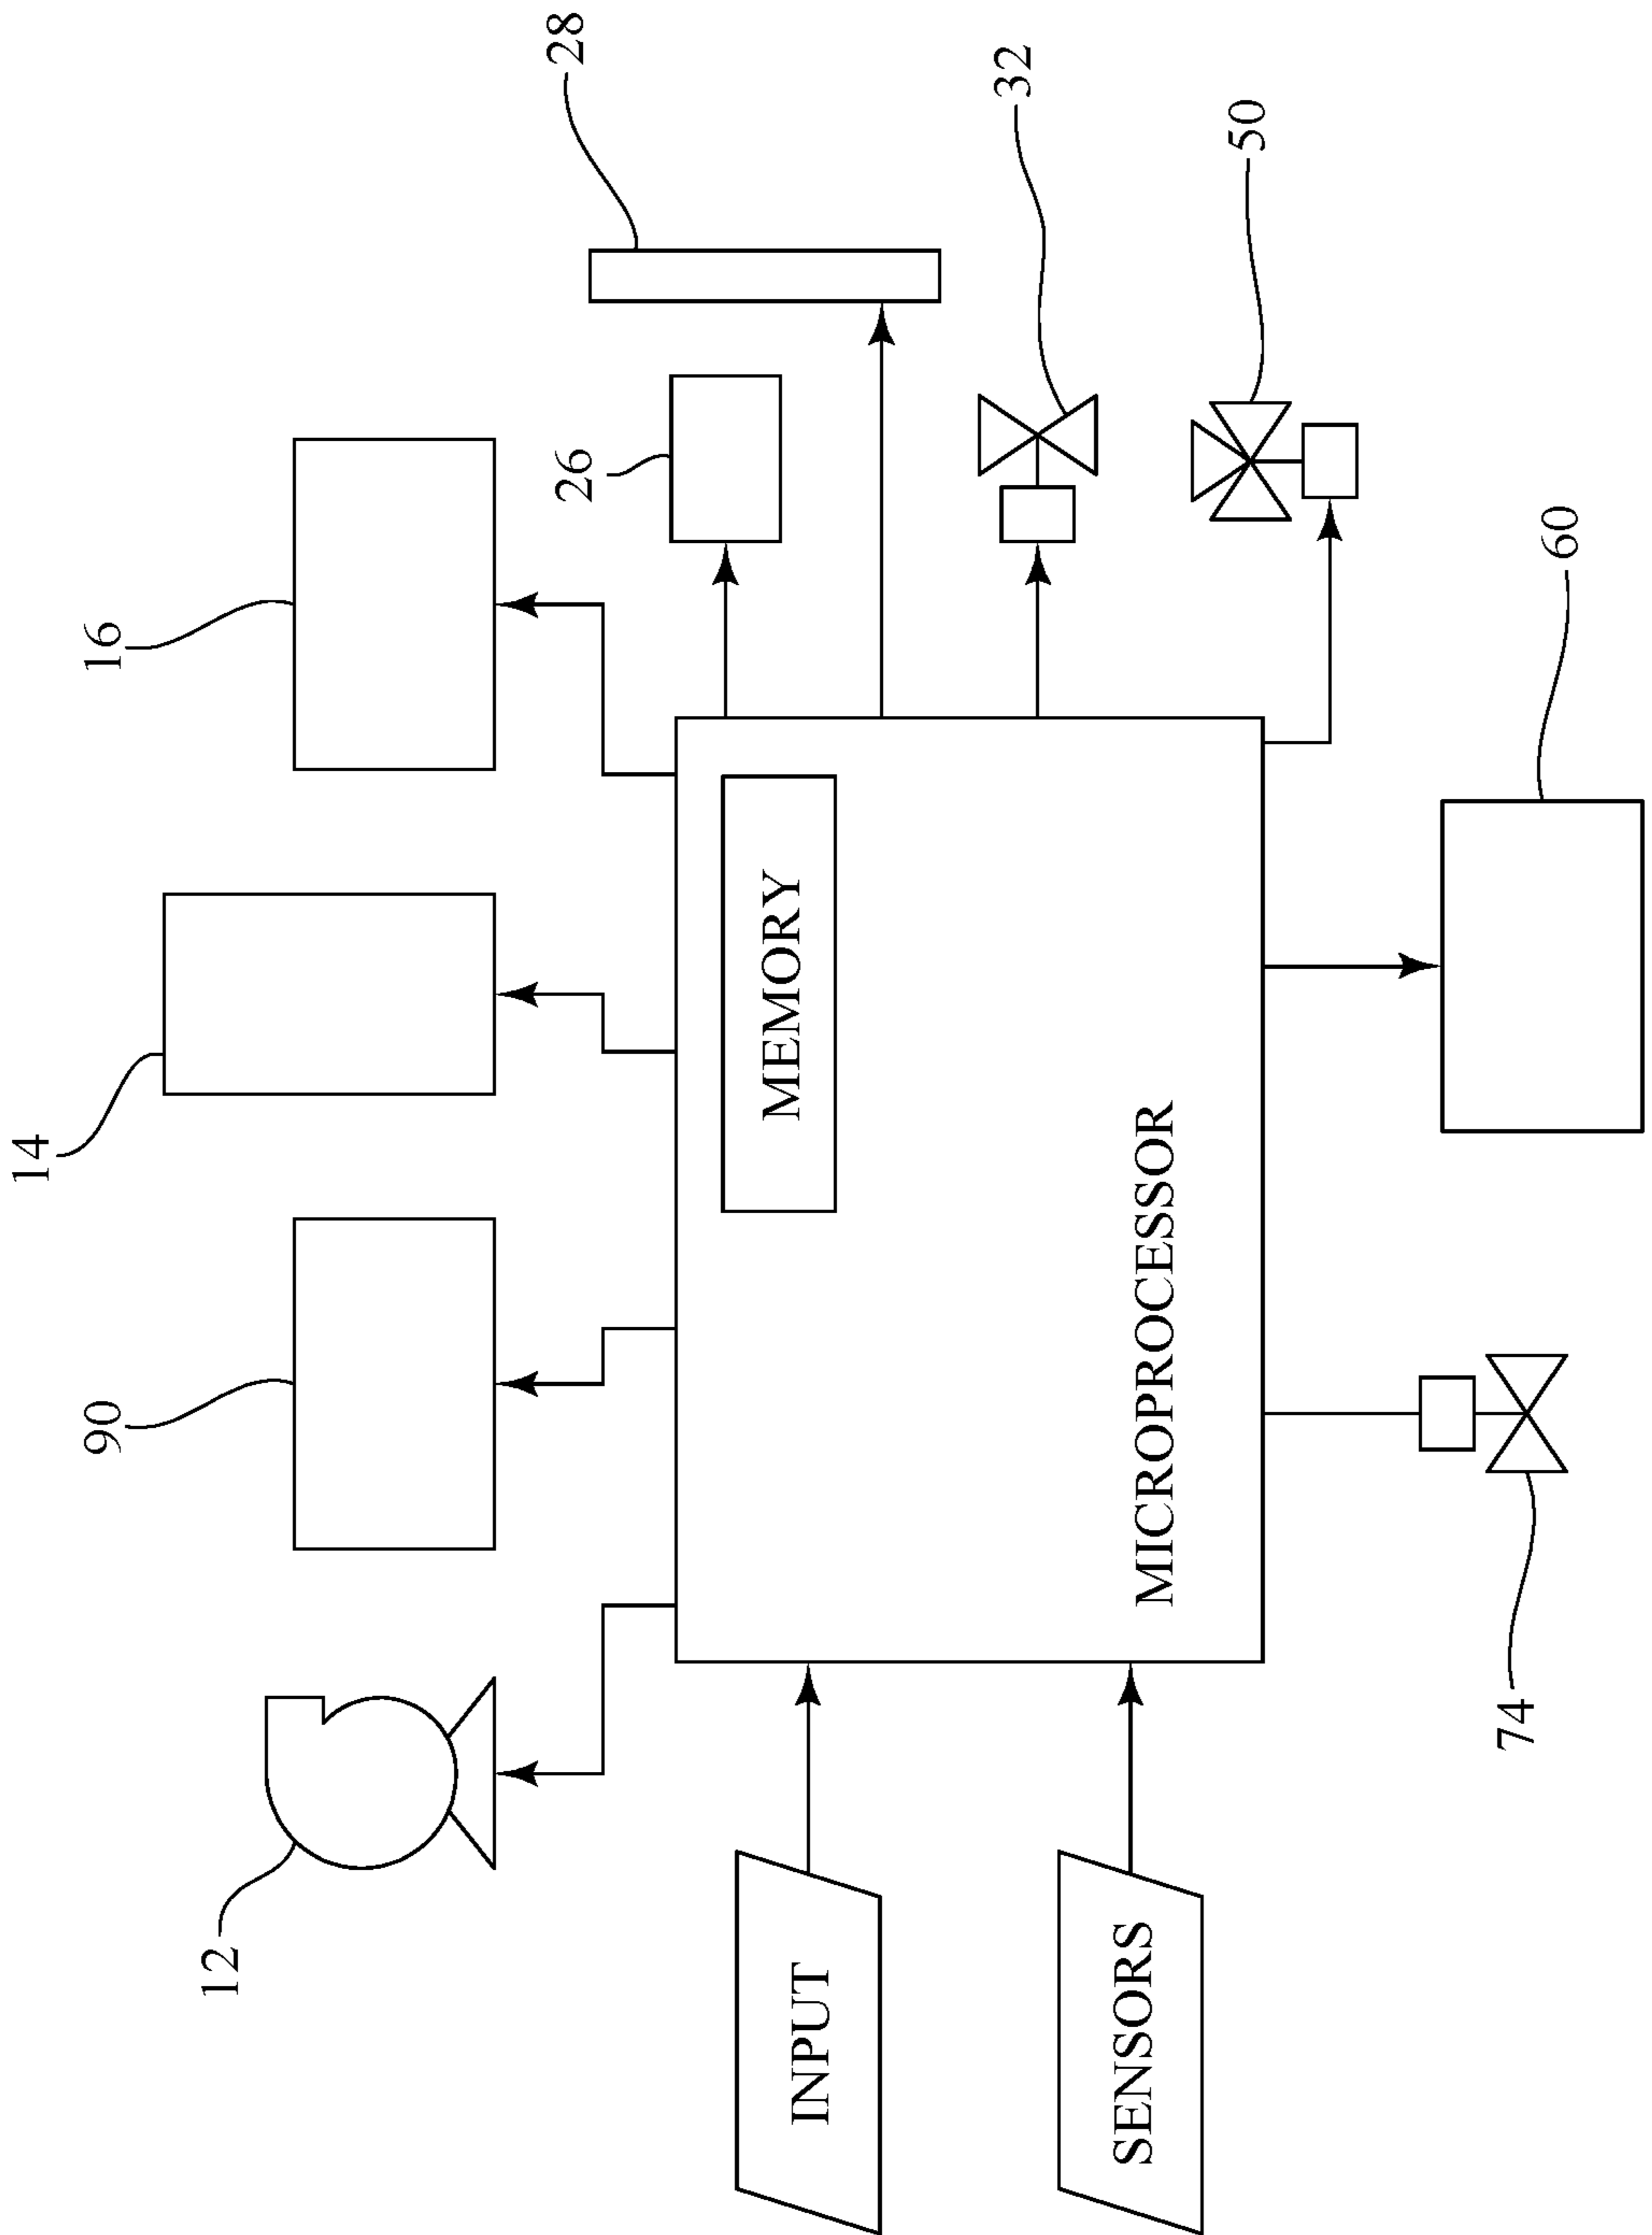 14
90
16
12
26
28
MEMORY
INPUT
32
SENSORS
MICROPROCESSOR
50
74
60